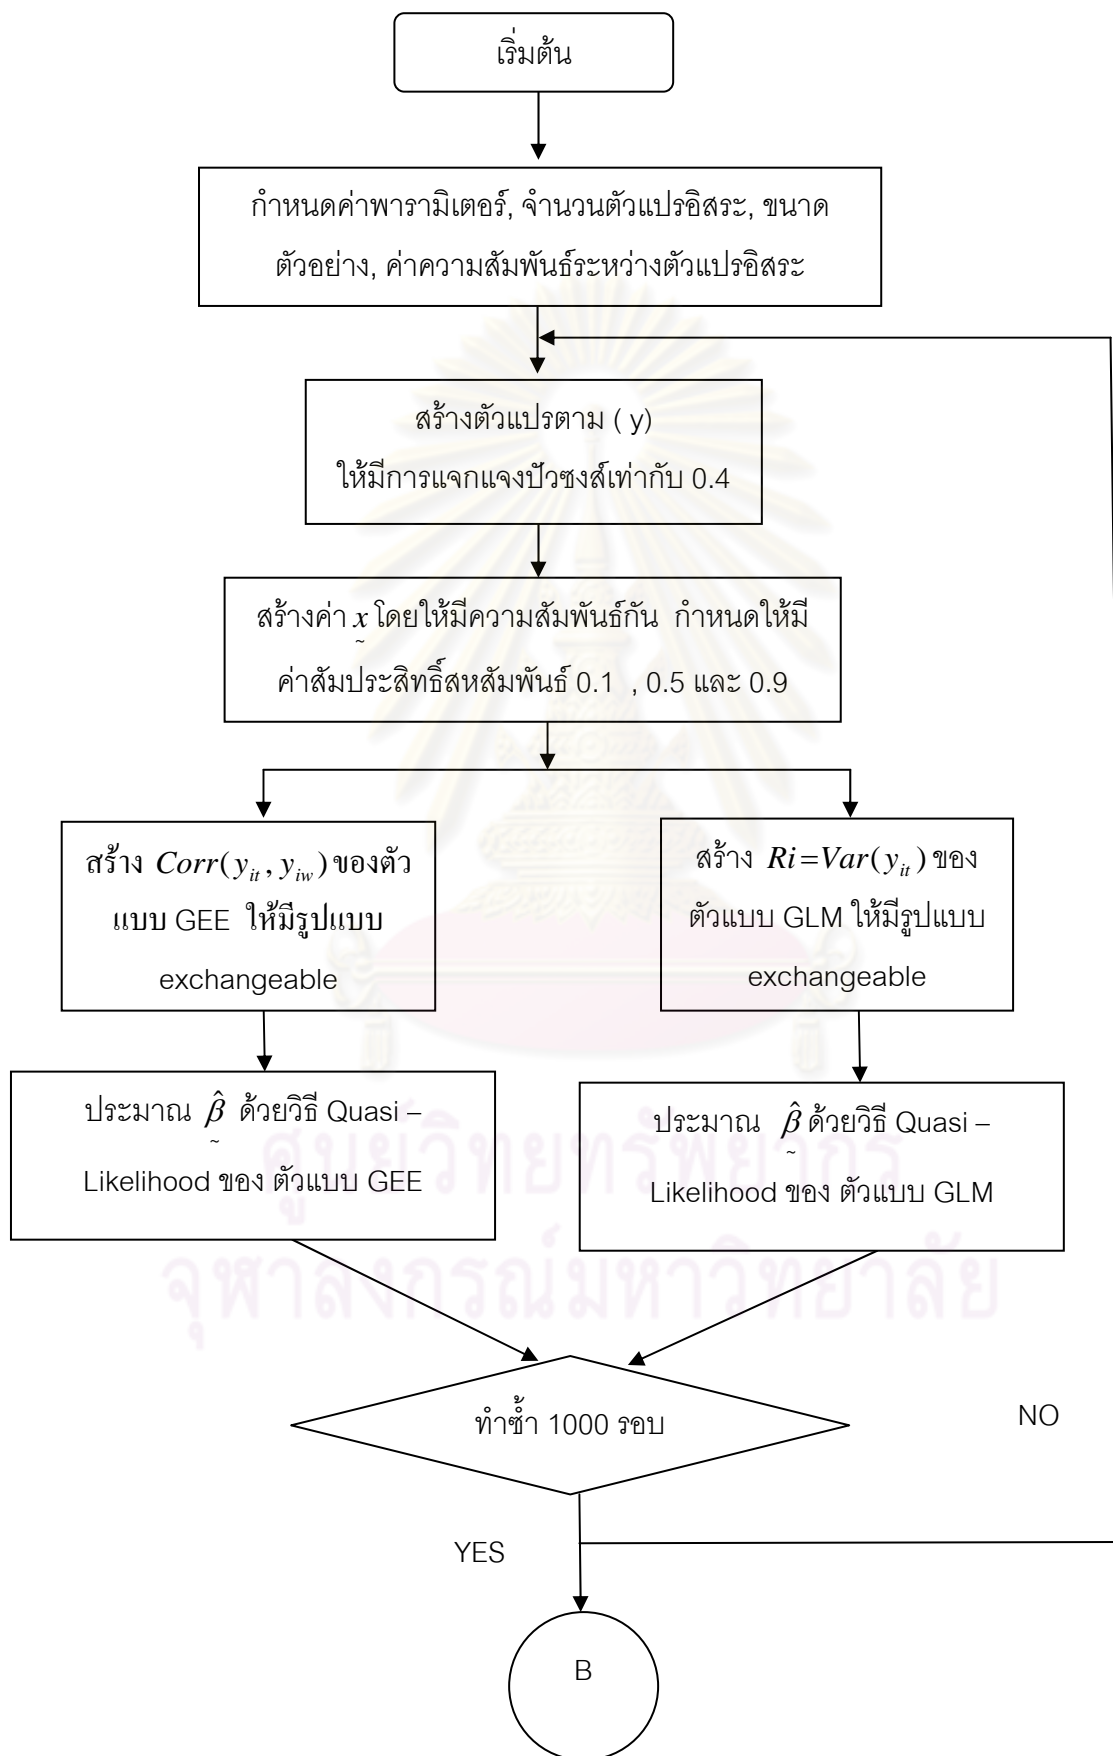 เริ่มต้น
กำหนดค่าพารามิเตอร์, จำนวนตัวแปรอิสระ, ขนาด
ตัวอย่าง, ค่าความสัมพันธ์ระหว่างตัวแปรอิสระ
สร้างตัวแปรตาม ( y)
ให้มีการแจกแจงปัวซงส์เท่ากับ 0.4
สร้างค่า x̰ โดยให้มีความสัมพันธ์กัน กำหนดให้มี
ค่าสัมประสิทธิ์สหสัมพันธ์ 0.1 , 0.5 และ 0.9
สร้าง Corr(y_{it}, y_{iw}) ของตัว
แบบ GEE ให้มีรูปแบบ
exchangeable
สร้าง Ri=Var(y_{it}) ของ
ตัวแบบ GLM ให้มีรูปแบบ
exchangeable
ประมาณ β̰̂ ด้วยวิธี Quasi –
Likelihood ของ ตัวแบบ GEE
ประมาณ β̰̂ ด้วยวิธี Quasi –
Likelihood ของ ตัวแบบ GLM
ศูนย์วิทยทรัพยากร
จุฬาลงกรณ์มหาวิทยาลัย
ทำซ้ำ 1000 รอบ
NO
YES
B